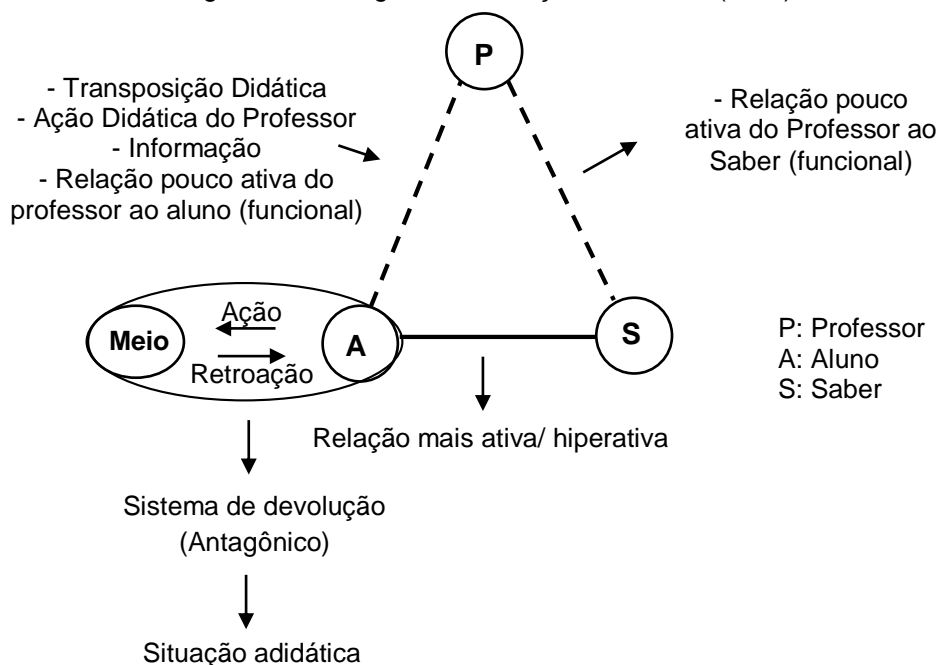 P
- Transposição Didática
- Ação Didática do Professor
- Informação
- Relação pouco ativa do
professor ao aluno (funcional)
- Relação pouco
ativa do Professor ao
Saber (funcional)
Meio
Ação
Retroação
A
S
P: Professor
A: Aluno
S: Saber
Relação mais ativa/ hiperativa
Sistema de devolução
(Antagônico)
Situação adidática